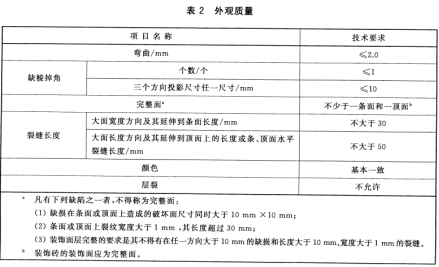 表 2 外观质量
项 目 名 称 技术要求
弯曲/mm ≤2.0
缺棱掉角 个数/个 ≤1
三个方向投影尺寸任一尺寸/mm ≤10
完整面ᵃ 不少于一条面和一顶面ᵇ
裂缝长度 大面宽度方向及其延伸到条面长度/mm 不大于 30
大面长度方向及其延伸到顶面上的长度或条、顶面水平
裂缝长度/mm 不大于 50
颜色 基本一致
层裂 不允许
ᵃ 凡有下列缺陷之一者,不得称为完整面:
(1) 缺损在条面或顶面上造成的破坏面尺寸同时大于 10 mm ×10 mm;
(2) 条面或顶面上裂纹宽度大于 1 mm,其长度超过 30 mm;
(3) 装饰面层完整的要求是其不得有在任一方向大于 10 mm 的缺损和长度大于 10 mm、宽度大于 1 mm 的裂缝。
ᵇ 装饰砖的装饰面应为完整面。